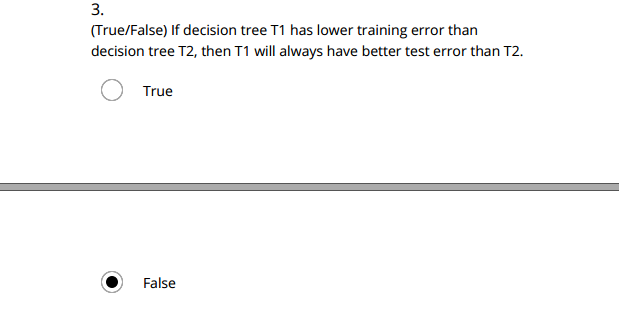 3.
(True/False) If decision tree T1 has lower training error than
decision tree T2, then T1 will always have better test error than T2.
True
False